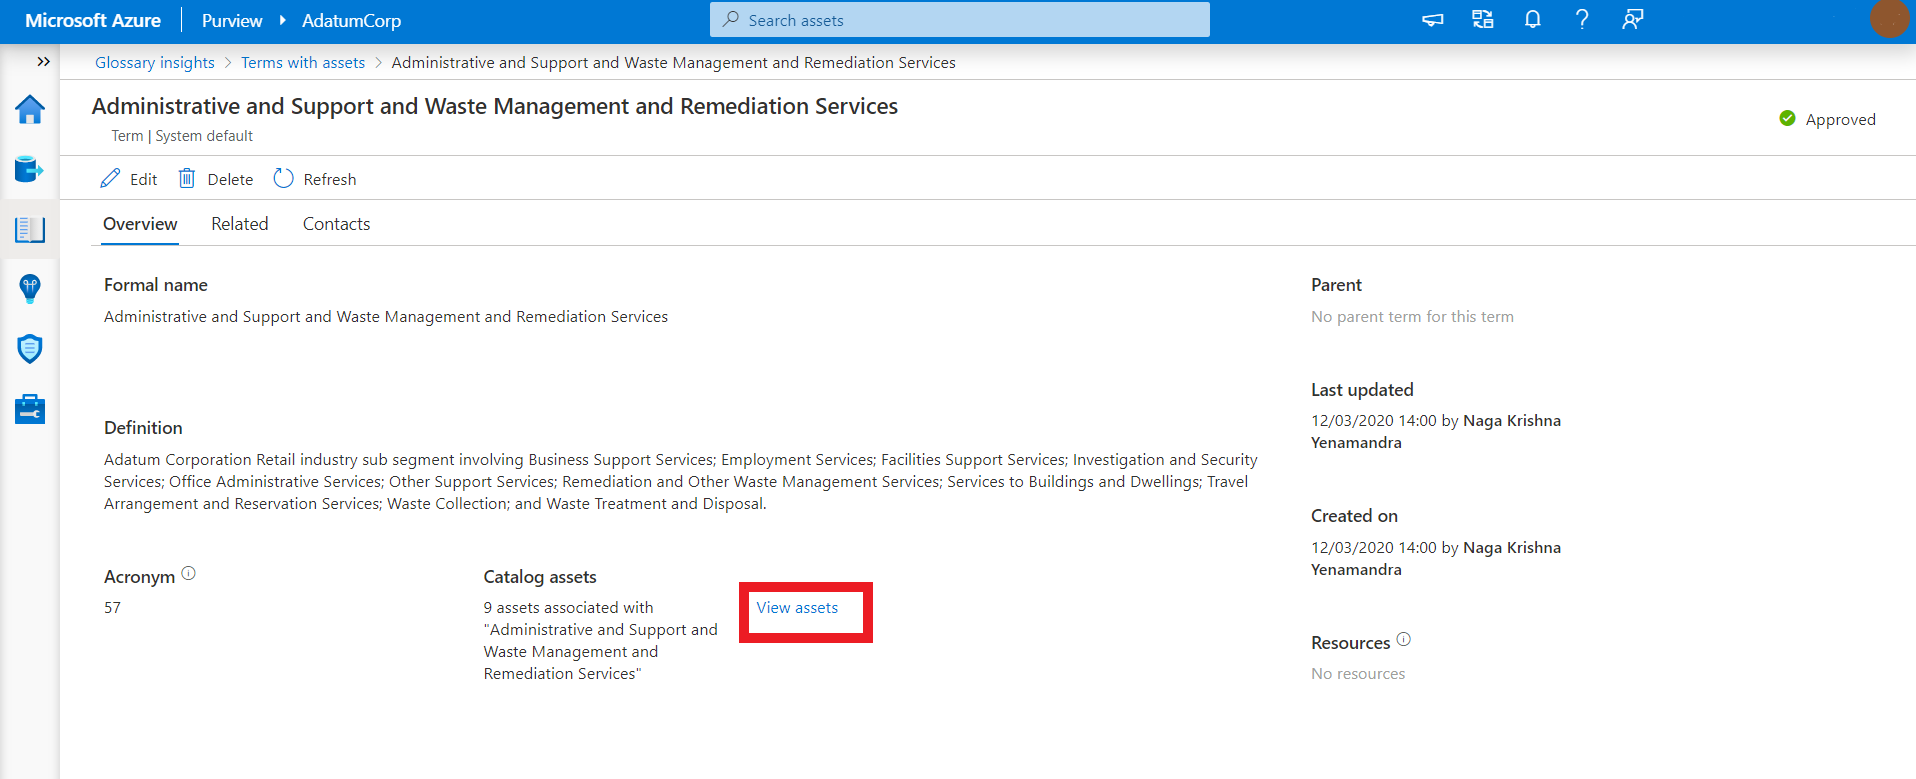 Microsoft Azure
Purview
AdatumCorp
Search assets
Glossary insights > Terms with assets > Administrative and Support and Waste Management and Remediation Services
Administrative and Support and Waste Management and Remediation Services
Term | System default
Approved
Edit
Delete
Refresh
Overview
Related
Contacts
Formal name
Administrative and Support and Waste Management and Remediation Services
Definition
Adatum Corporation Retail industry sub segment involving Business Support Services; Employment Services; Facilities Support Services; Investigation and Security
Services; Office Administrative Services; Other Support Services; Remediation and Other Waste Management Services; Services to Buildings and Dwellings; Travel
Arrangement and Reservation Services; Waste Collection; and Waste Treatment and Disposal.
Acronym
57
Catalog assets
9 assets associated with
"Administrative and Support and
Waste Management and
Remediation Services"
View assets
Parent
No parent term for this term
Last updated
12/03/2020 14:00 by Naga Krishna
Yenamandra
Created on
12/03/2020 14:00 by Naga Krishna
Yenamandra
Resources
No resources